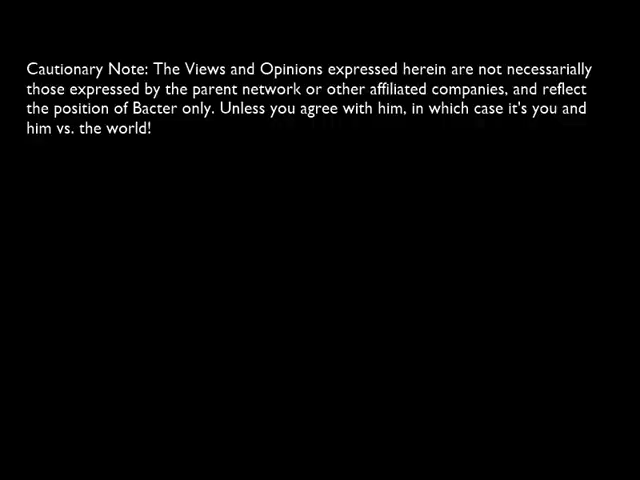 Cautionary Note: The Views and Opinions expressed herein are not necessarially
those expressed by the parent network or other affiliated companies, and reflect
the position of Bacter only. Unless you agree with him, in which case it's you and
him vs. the world!